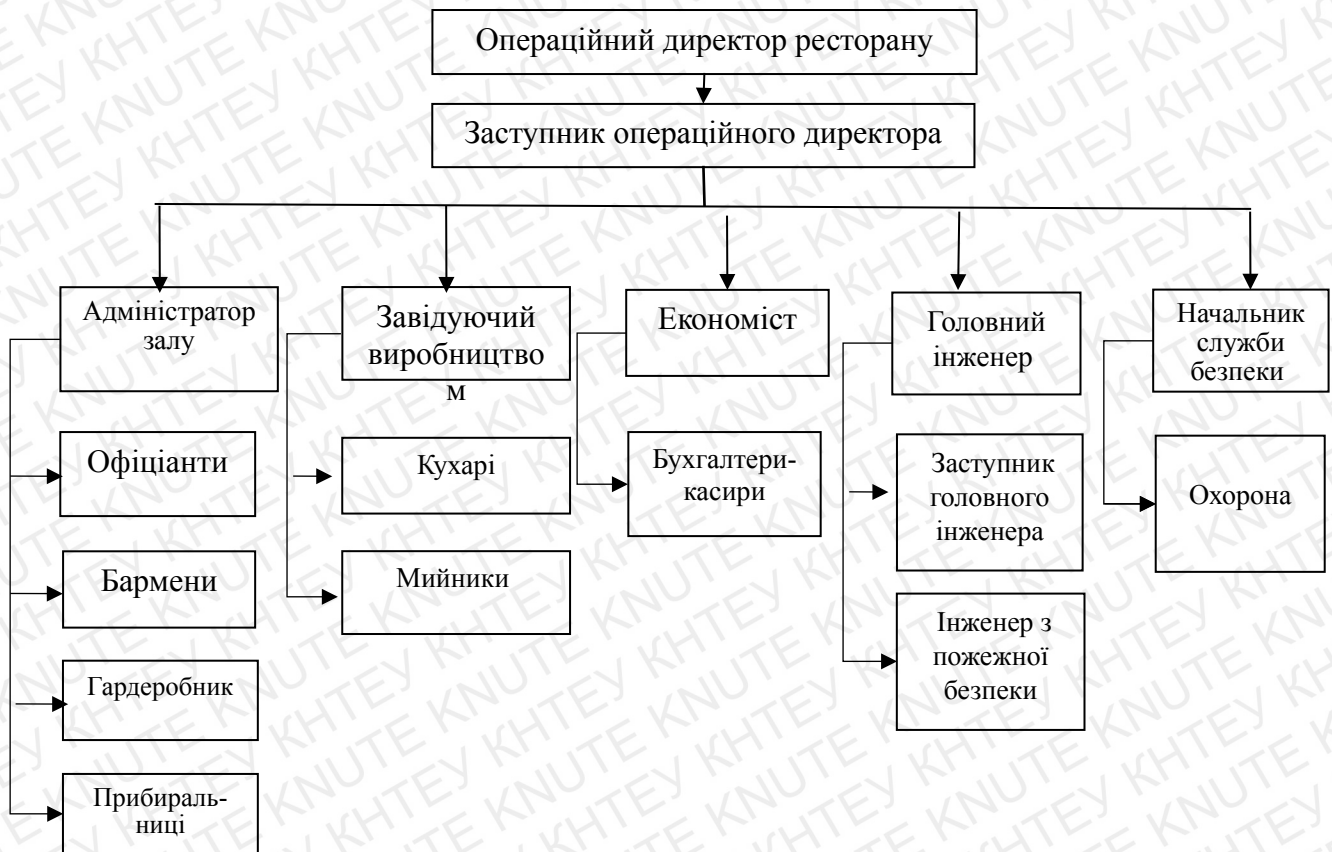 Операційний директор ресторану
Заступник операційного директора
Адміністратор
залу
Завідуючий
виробництво
м
Економіст
Головний
інженер
Начальник
служби
безпеки
Офіціанти
Кухарі
Бухгалтери-
касири
Заступник
головного
інженера
Охорона
Бармени
Мийники
Інженер з
пожежної
безпеки
Гардеробник
Прибираль-
ниці